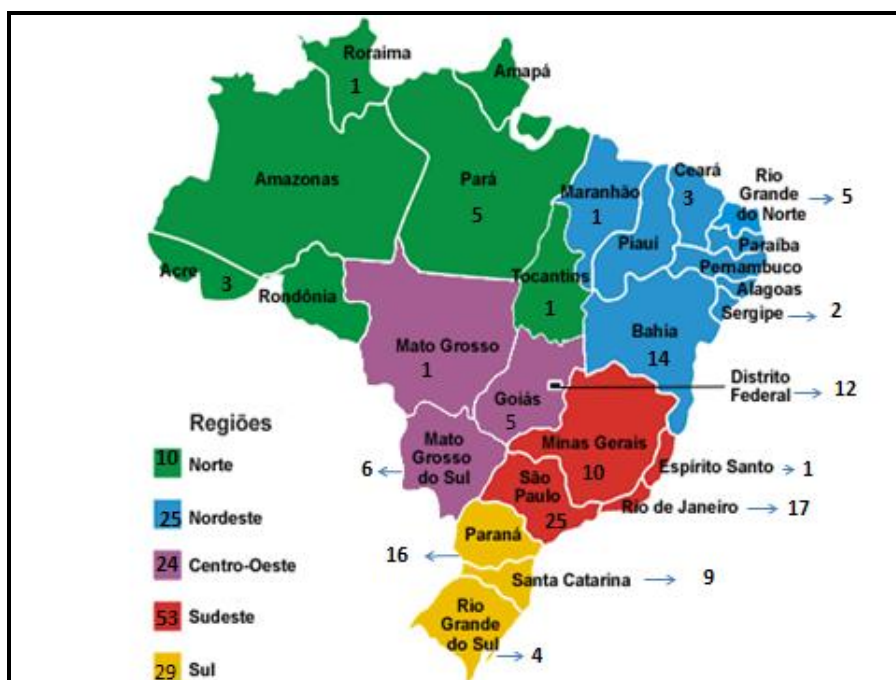 Roraima
1
Amapá
Amazonas
Pará
5
Maranhão
1
Ceará
3
Rio
Grande
do Norte
5
Piauí
Paraíba
Pernambuco
Alagoas
Sergipe
2
Acre
3
Rondônia
Tocantins
1
Bahia
14
Mato Grosso
1
Goiás
5
Distrito
Federal
12
Mato
Grosso
do Sul
6
Minas Gerais
10
Espírito Santo
1
São
Paulo
25
Rio de Janeiro
17
Paraná
16
Santa Catarina
9
Rio
Grande
do Sul
4
Regiões
10 Norte
25 Nordeste
24 Centro-Oeste
53 Sudeste
29 Sul